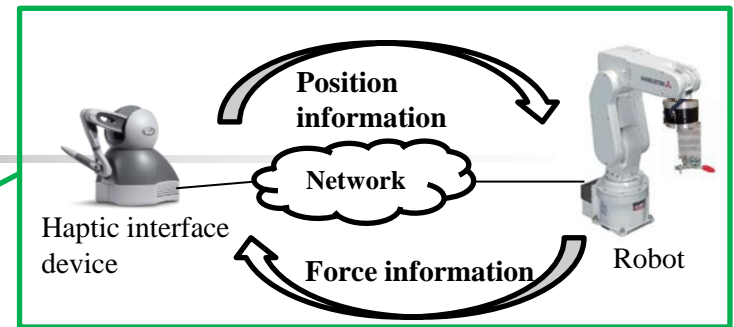 Position
information
Network
Haptic interface
device
Force information
Robot